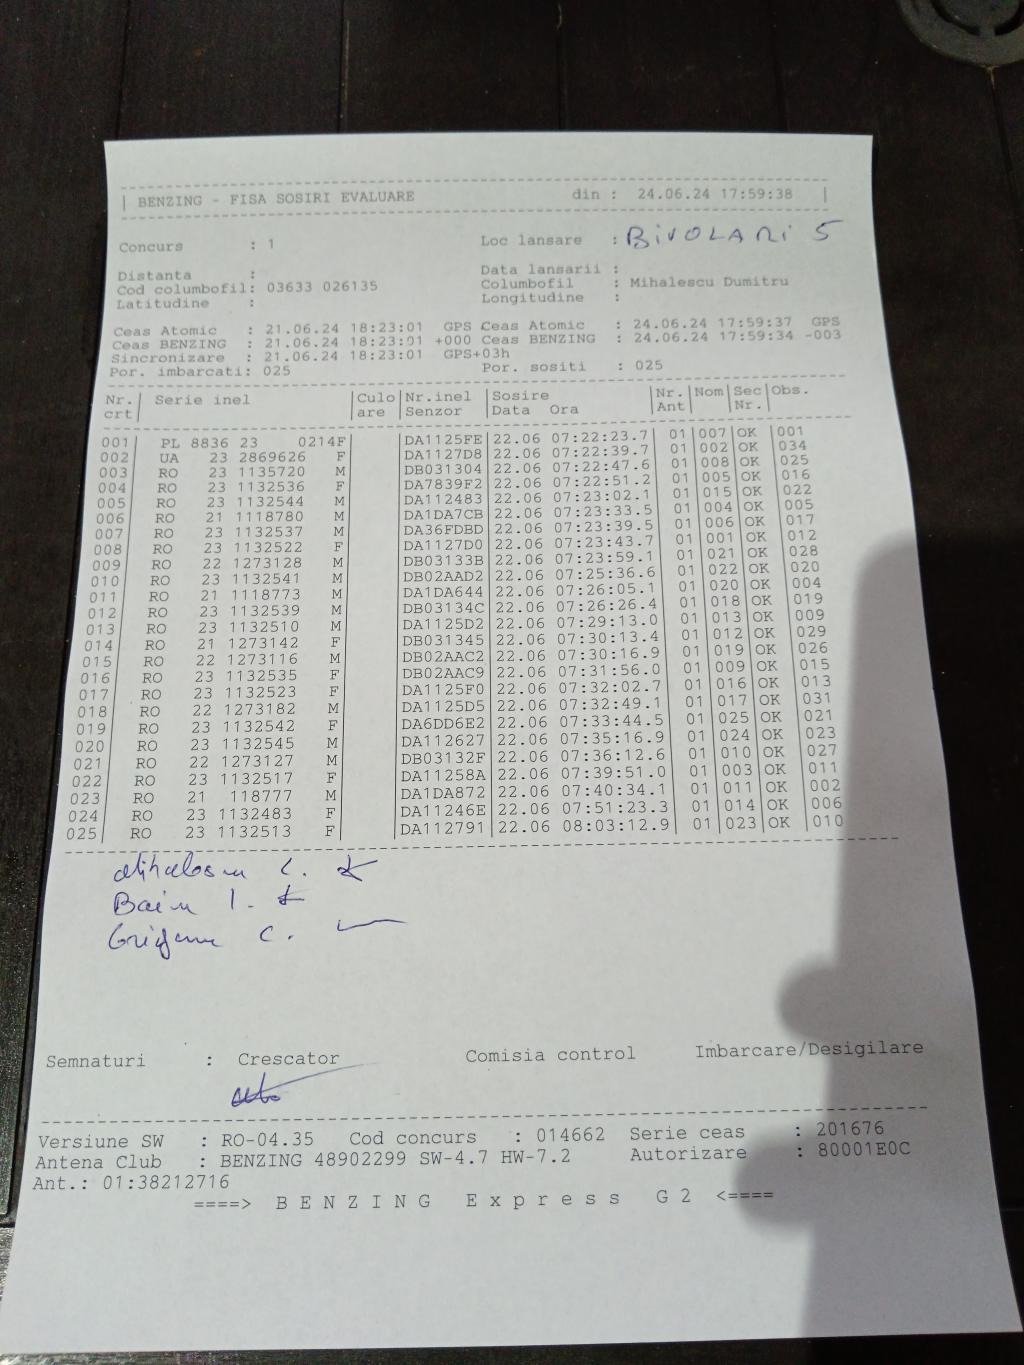 | BENZING - FISA SOSIRI EVALUARE din : 24.06.24 17:59:38 |
Concurs : 1 Loc lansare : BIVOLARI 5
Distanta : Data lansarii :
Cod columbofil: 03633 026135 Columbofil : Mihalescu Dumitru
Latitudine : Longitudine :
Ceas Atomic : 21.06.24 18:23:01 GPS Ceas Atomic : 24.06.24 17:59:37 GPS
Ceas BENZING : 21.06.24 18:23:01 +000 Ceas BENZING : 24.06.24 17:59:34 -003
Sincronizare : 21.06.24 18:23:01 GPS+03h
Por. imbarcati: 025 Por. sositi : 025
Nr.| Serie inel |Culo|Nr.inel |Sosire |Nr.|Nom|Sec|Obs.
crt| |are |Senzor |Data Ora |Ant| |Nr.|
001| PL 8836 23 0214F| |DA1125FE|22.06 07:22:23.7| 01|007|OK |001
002| UA 23 2869626 F| |DA1127D8|22.06 07:22:39.7| 01|002|OK |034
003| RO 23 1135720 M| |DB031304|22.06 07:22:47.6| 01|008|OK |025
004| RO 23 1132536 F| |DA7839F2|22.06 07:22:51.2| 01|005|OK |016
005| RO 23 1132544 M| |DA112483|22.06 07:23:02.1| 01|015|OK |022
006| RO 21 1118780 M| |DA1DA7CB|22.06 07:23:33.5| 01|004|OK |005
007| RO 23 1132537 M| |DA36FDBD|22.06 07:23:39.5| 01|006|OK |017
008| RO 23 1132522 F| |DA1127D0|22.06 07:23:43.7| 01|001|OK |012
009| RO 22 1273128 M| |DB03133B|22.06 07:23:59.1| 01|021|OK |028
010| RO 23 1132541 M| |DB02AAD2|22.06 07:25:36.6| 01|022|OK |020
011| RO 21 1118773 M| |DA1DA644|22.06 07:26:05.1| 01|020|OK |004
012| RO 23 1132539 M| |DB03134C|22.06 07:26:26.4| 01|018|OK |019
013| RO 23 1132510 M| |DA1125D2|22.06 07:29:13.0| 01|013|OK |009
014| RO 21 1273142 F| |DB031345|22.06 07:30:13.4| 01|012|OK |029
015| RO 22 1273116 M| |DB02AAC2|22.06 07:30:16.9| 01|019|OK |026
016| RO 23 1132535 F| |DB02AAC9|22.06 07:31:56.0| 01|009|OK |015
017| RO 23 1132523 F| |DA1125F0|22.06 07:32:02.7| 01|016|OK |013
018| RO 22 1273182 M| |DA1125D5|22.06 07:32:49.1| 01|017|OK |031
019| RO 23 1132542 F| |DA6DD6E2|22.06 07:33:44.5| 01|025|OK |021
020| RO 23 1132545 M| |DA112627|22.06 07:35:16.9| 01|024|OK |023
021| RO 22 1273127 M| |DB03132F|22.06 07:36:12.6| 01|010|OK |027
022| RO 23 1132517 F| |DA11258A|22.06 07:39:51.0| 01|003|OK |011
023| RO 21 118777 M| |DA1DA872|22.06 07:40:34.1| 01|011|OK |002
024| RO 23 1132483 F| |DA11246E|22.06 07:51:23.3| 01|014|OK |006
025| RO 23 1132513 F| |DA112791|22.06 08:03:12.9| 01|023|OK |010
C.
I.
C.
Semnaturi : Crescator Comisia control Imbarcare/Desigilare
Versiune SW : RO-04.35 Cod concurs : 014662 Serie ceas : 201676
Antena Club : BENZING 48902299 SW-4.7 HW-7.2 Autorizare : 80001E0C
Ant.: 01:38212716
====> B E N Z I N G E x p r e s s G 2 <====